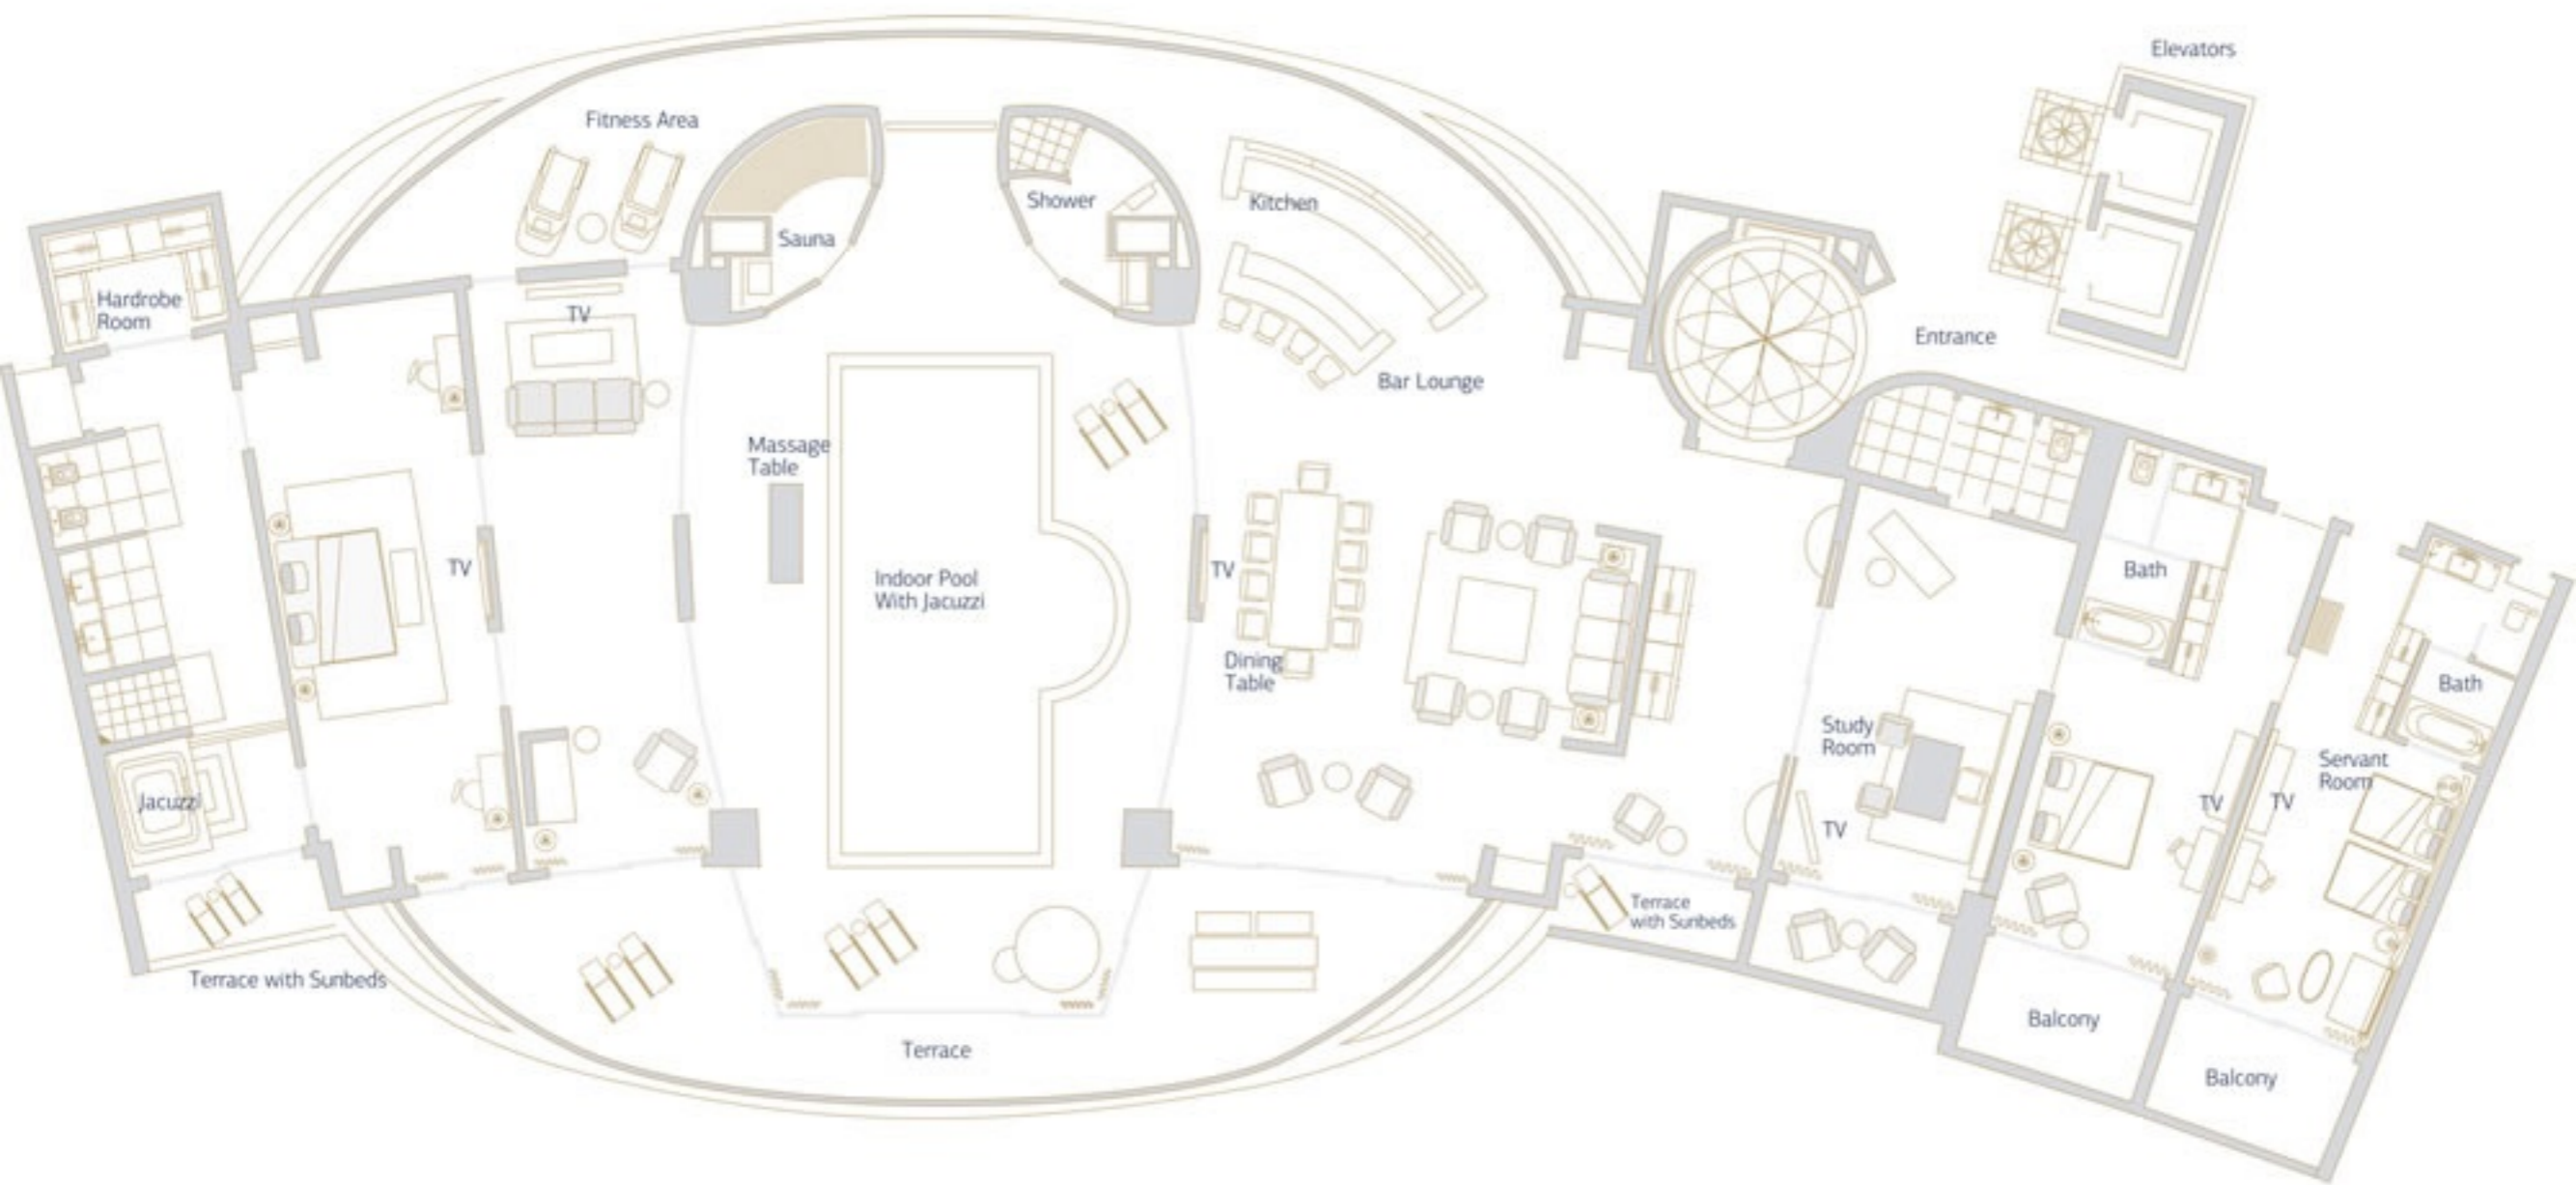 Elevators
Fitness Area
Shower
Kitchen
Sauna
Hardrobe
Room
TV
Entrance
Bar Lounge
Massage
Table
TV
Indoor Pool
With Jacuzzi
TV
Bath
Dining
Table
Bath
Study
Room
Servant
Room
Jacuzzi
TV
TV
TV
Terrace
with Sunbeds
Terrace with Sunbeds
Balcony
Terrace
Balcony